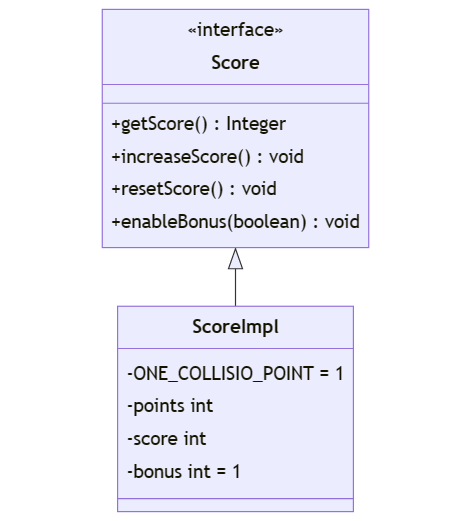 «interface»
Score
+getScore() : Integer
+increaseScore() : void
+resetScore() : void
+enableBonus(boolean) : void
ScoreImpl
-ONE_COLLISIO_POINT = 1
-points int
-score int
-bonus int = 1